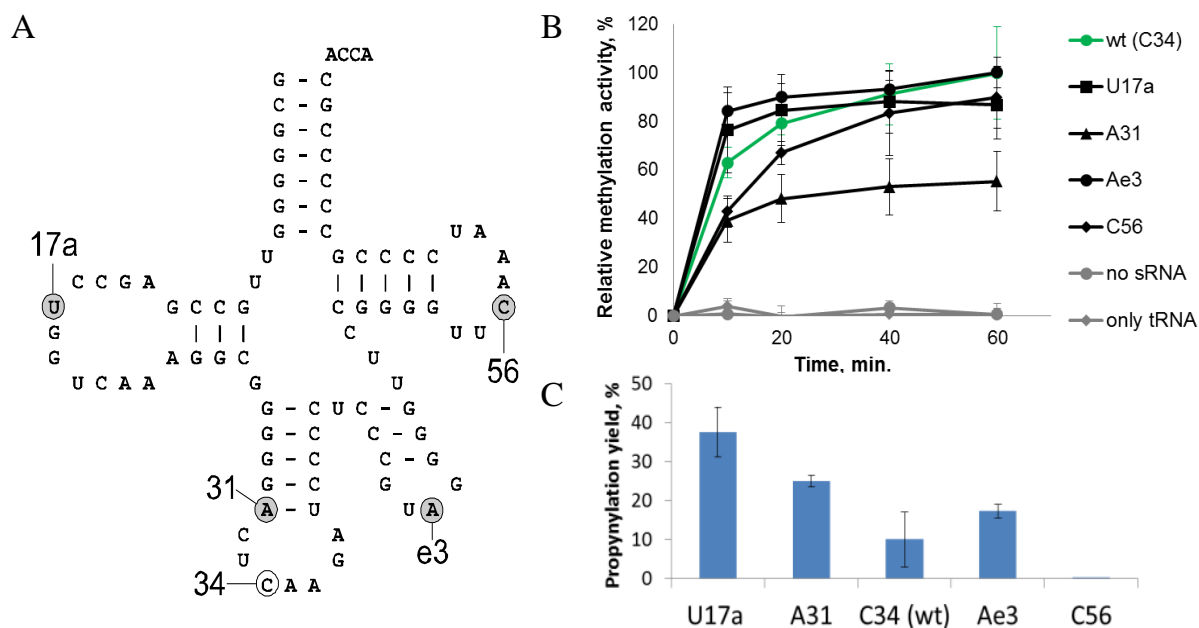 A
ACCA
G - C
C - G
G - C
G - C
G - C
G - C
G - C
U
U
17a
U C C G A
G C C G
G
G
U C A A A
A G G C
G
G C C C C
U A
A
A
C
56
C G G G G
U U
C
U
U
G - C U C - G
G - C C - G
G - C C - G
G - C G G
31
A - U U A
e3
C A
U G
34 C A A
B
Relative methylation activity, %
120
100
80
60
40
20
0
0 20 40 60
Time, min.
wt (C34)
U17a
A31
Ae3
C56
no sRNA
only tRNA
C
Propynylation yield, %
50
40
30
20
10
0
U17a A31 C34 (wt) Ae3 C56